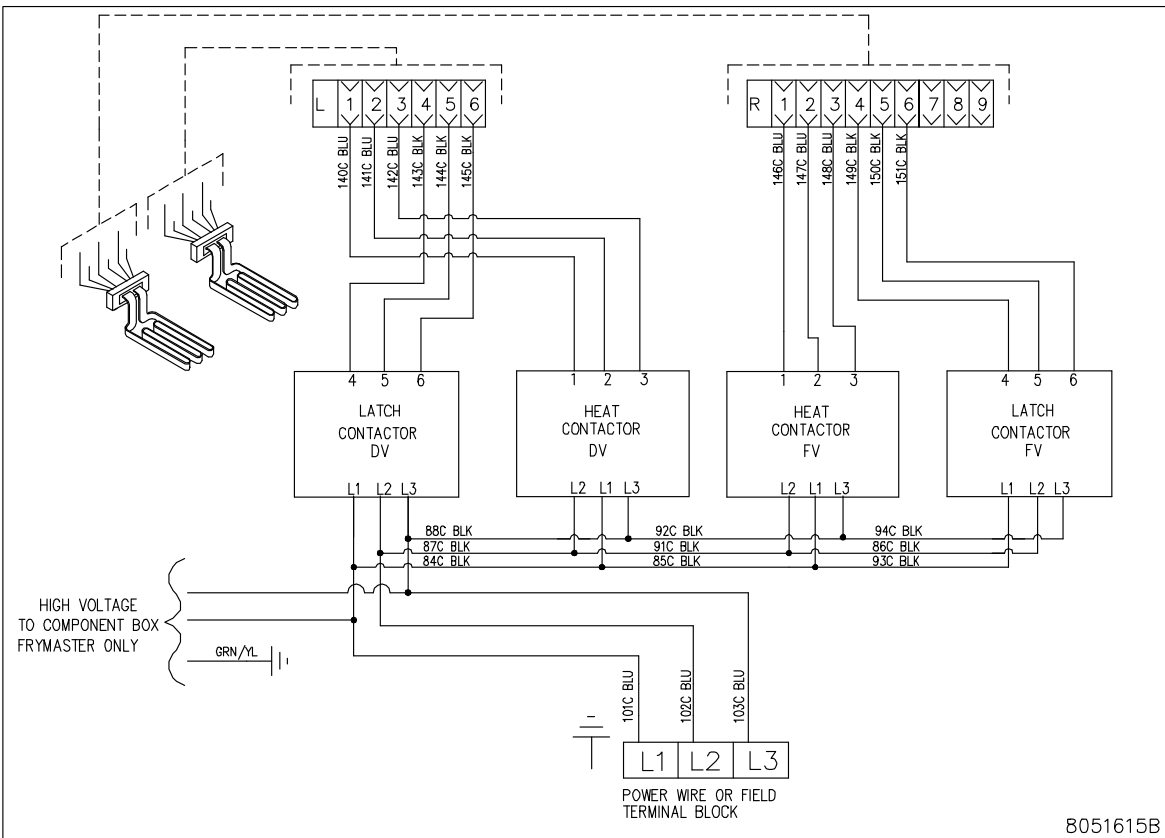 L 1 2 3 4 5 6
R 1 2 3 4 5 6 7 8 9
140C BLU
141C BLU
142C BLU
143C BLK
144C BLK
145C BLK
146C BLU
147C BLU
148C BLU
149C BLK
150C BLK
151C BLK
4 5 6
LATCH
CONTACTOR
DV
L1 L2 L3
1 2 3
HEAT
CONTACTOR
DV
L2 L1 L3
1 2 3
HEAT
CONTACTOR
FV
L2 L1 L3
4 5 6
LATCH
CONTACTOR
FV
L1 L2 L3
88C BLK 92C BLK 94C BLK
87C BLK 91C BLK 86C BLK
84C BLK 85C BLK 93C BLK
HIGH VOLTAGE
TO COMPONENT BOX
FRYMASTER ONLY
GRN/YL
101C BLU
102C BLU
103C BLU
L1 L2 L3
POWER WIRE OR FIELD
TERMINAL BLOCK
8051615B